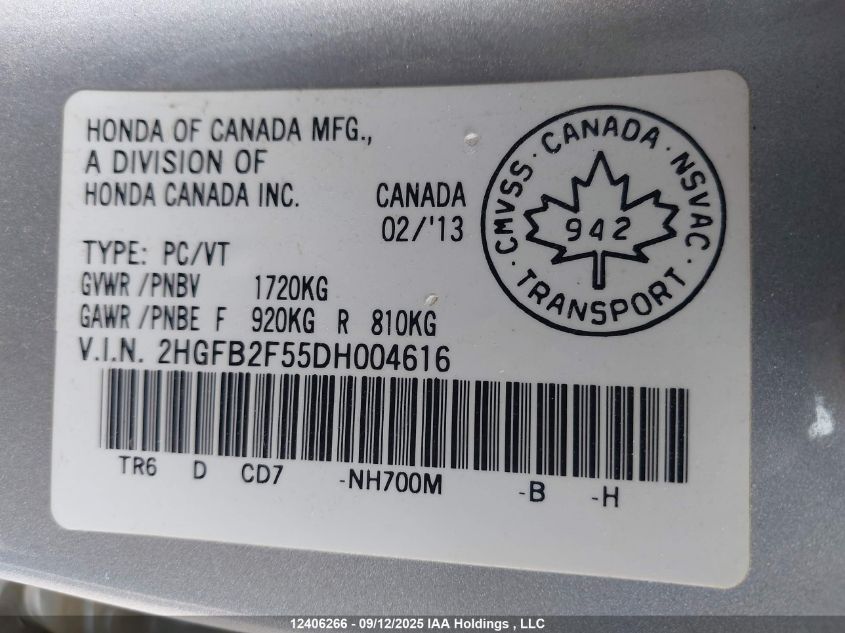 HONDA OF CANADA MFG.,
A DIVISION OF
HONDA CANADA INC.
CANADA
02/'13
TYPE: PC/VT
GVWR /PNBV 1720KG
GAWR /PNBE F 920KG R 810KG
V.I.N. 2HGFB2F55DH004616
TR6 D CD7 -NH700M -B -H
CMVSS · CANADA · NSVAC · TRANSPORT ·
942
12406266 - 09/12/2025 IAA Holdings , LLC